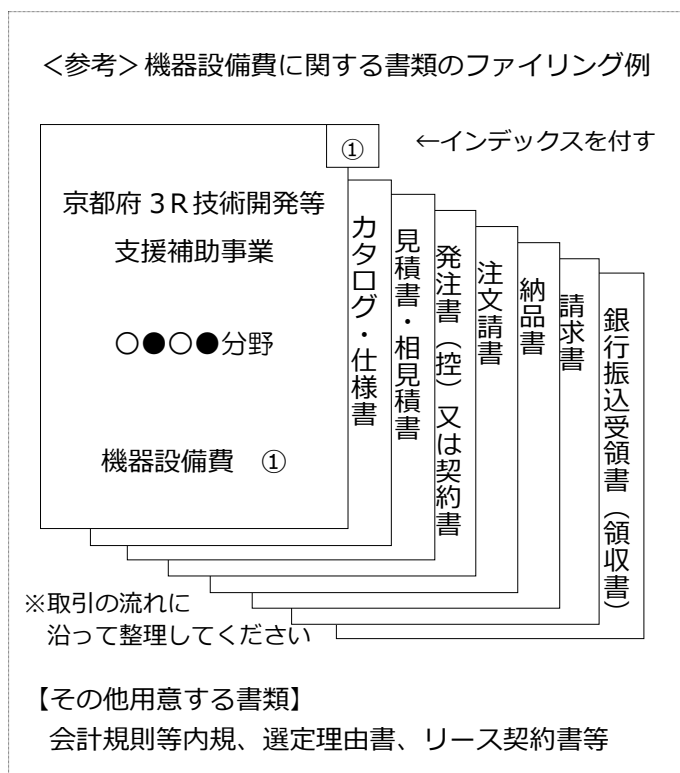 ＜参考＞機器設備費に関する書類のファイリング例
①
←インデックスを付す
京都府３Ｒ技術開発等
支援補助事業
○●○●分野
機器設備費　①
カタログ・仕様書
見積書・相見積書
発注書（控）又は契約書
注文請書
納品書
請求書
銀行振込受領書（領収書）
※取引の流れに
沿って整理してください
【その他用意する書類】
会計規則等内規、選定理由書、リース契約書等